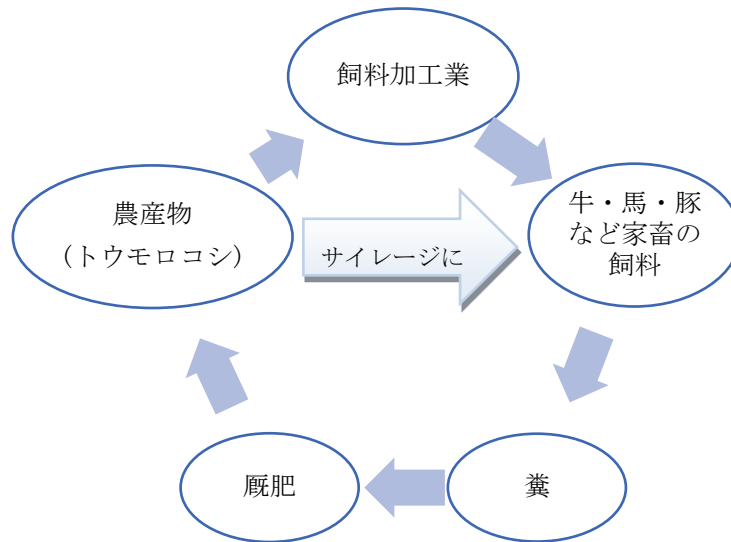 飼料加工業
農産物
（トウモロコシ）
サイレージに
牛・馬・豚
など家畜の
飼料
厩肥
糞